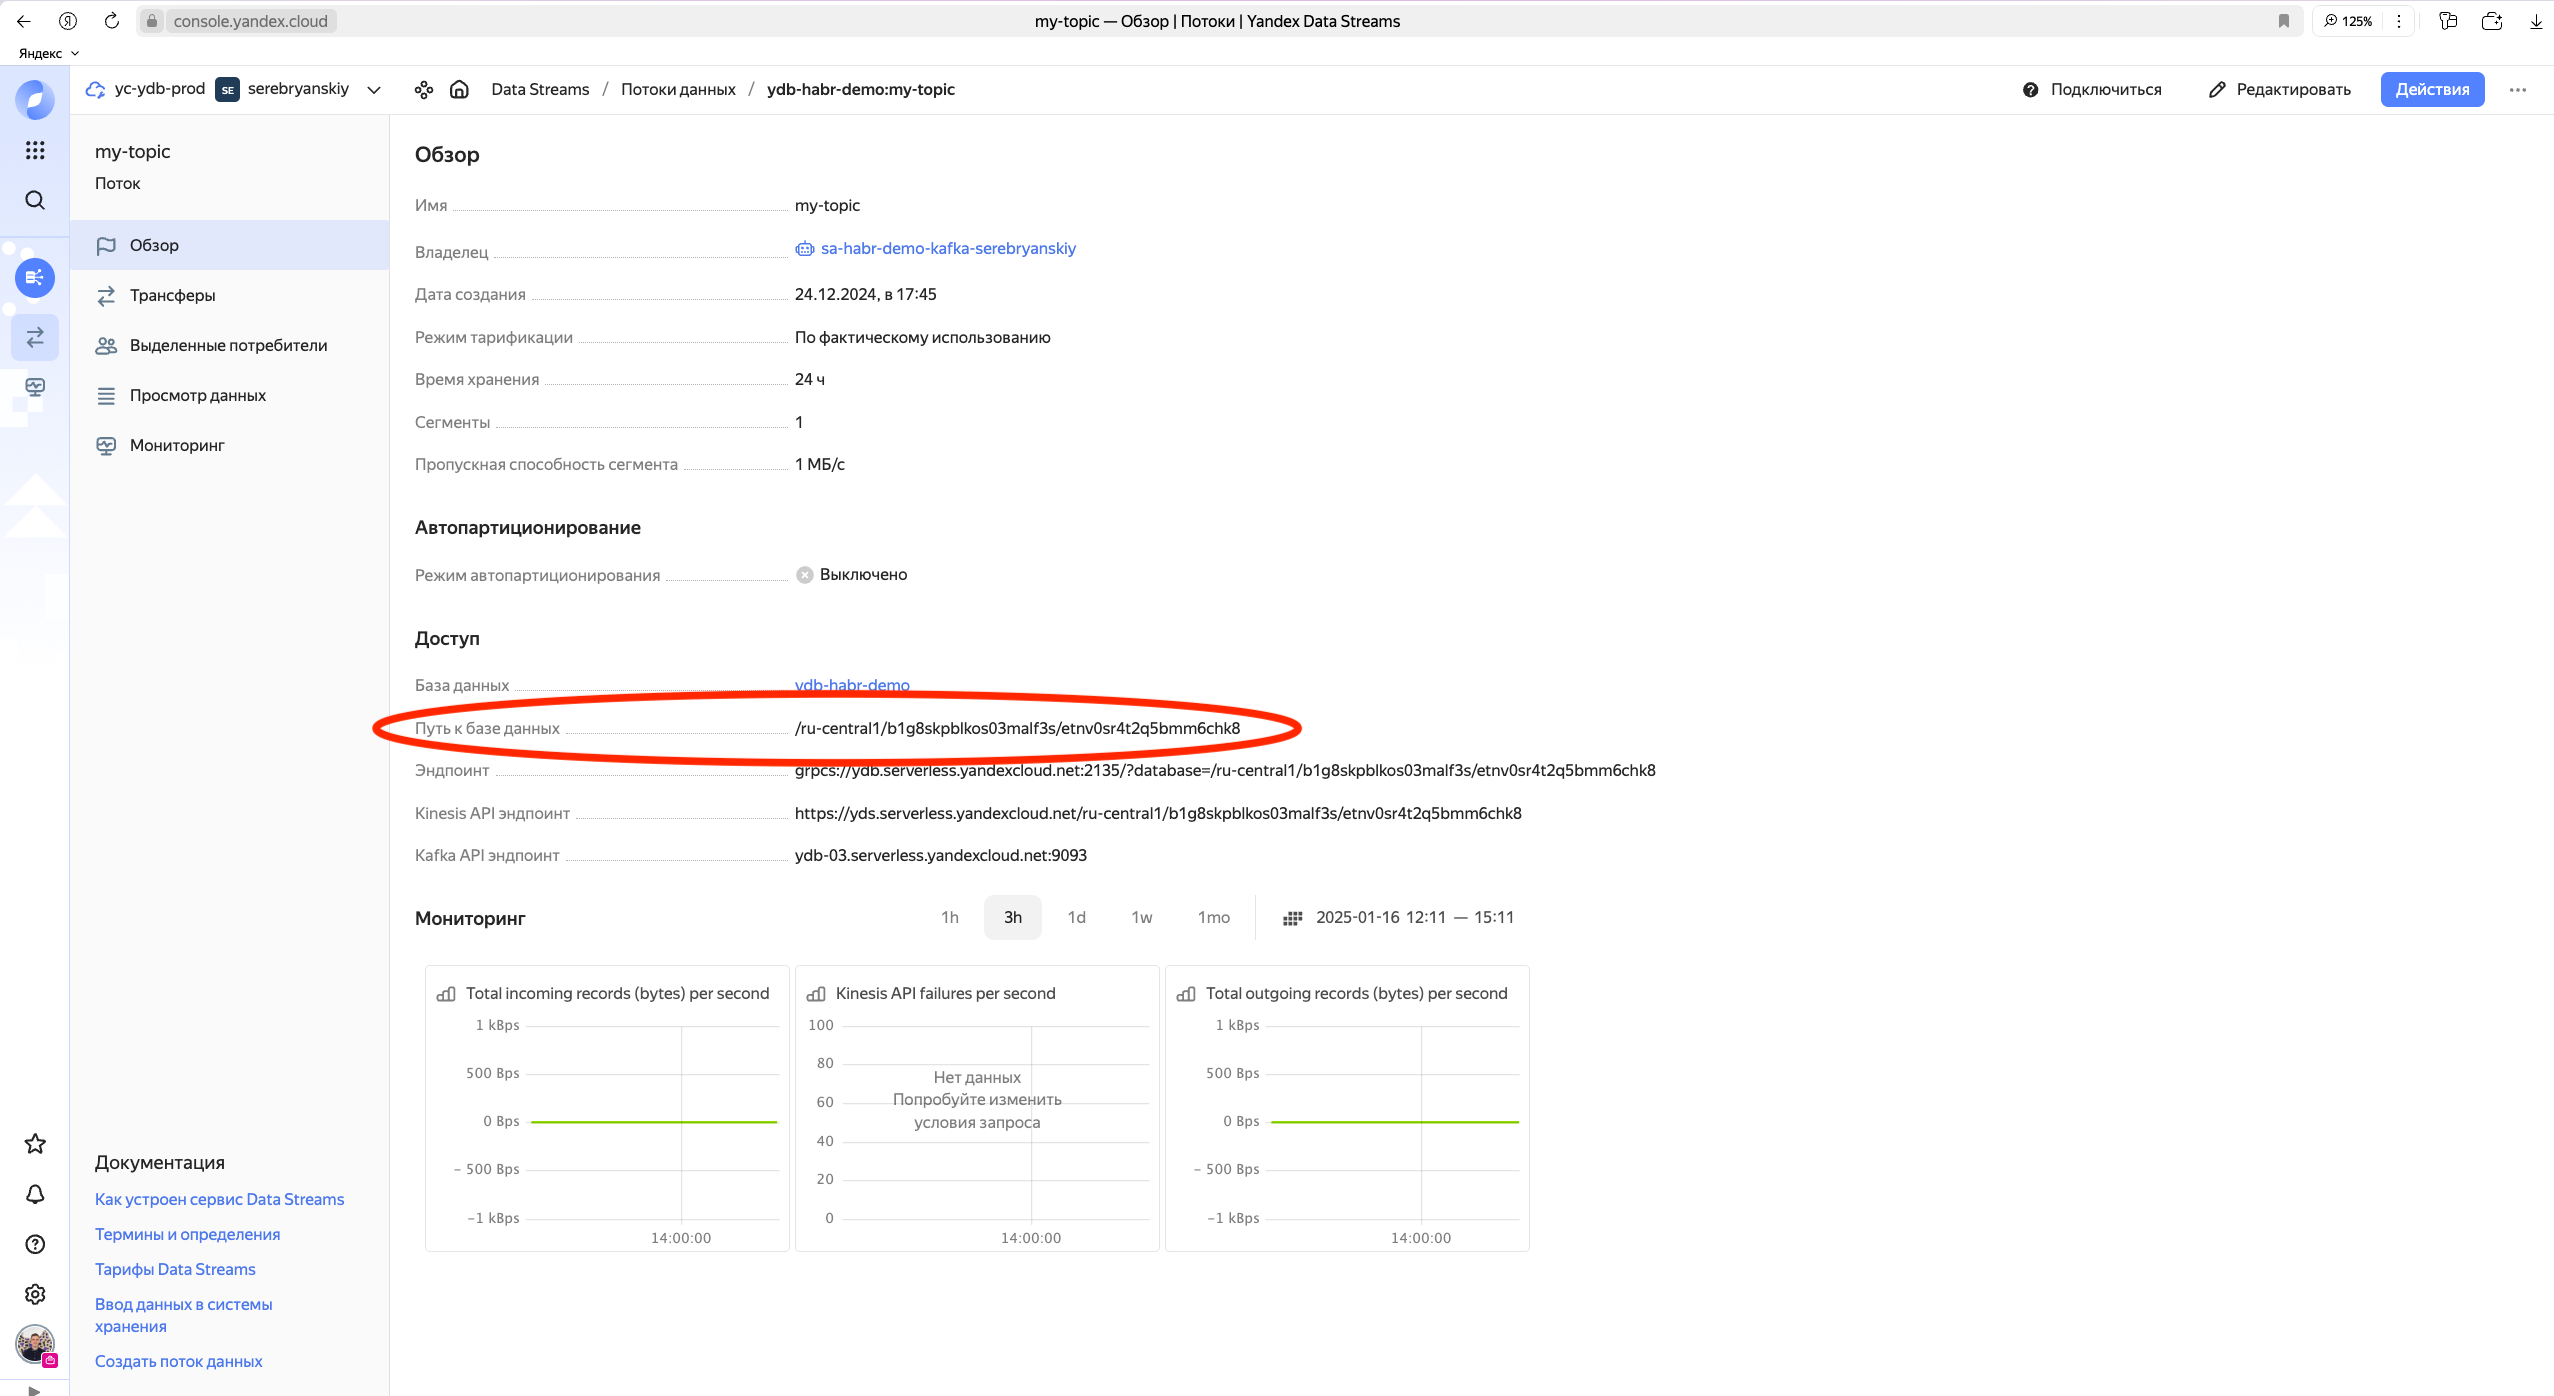 console.yandex.cloud
my-topic — Обзор | Потоки | Yandex Data Streams
125%
Яндекс
yc-ydb-prod SE serebryanskiy
Data Streams / Потоки данных / ydb-habr-demo:my-topic
Подключиться
Редактировать
Действия
my-topic
Поток
Обзор
Трансферы
Выделенные потребители
Просмотр данных
Мониторинг
Документация
Как устроен сервис Data Streams
Термины и определения
Тарифы Data Streams
Ввод данных в системы
хранения
Создать поток данных
Обзор
Имя my-topic
Владелец sa-habr-demo-kafka-serebryanskiy
Дата создания 24.12.2024, в 17:45
Режим тарификации По фактическому использованию
Время хранения 24 ч
Сегменты 1
Пропускная способность сегмента 1 МБ/с
Автопартиционирование
Режим автопартиционирования Выключено
Доступ
База данных ydb-habr-demo
Путь к базе данных /ru-central1/b1g8skpblkos03malf3s/etnv0sr4t2q5bmm6chk8
Эндпоинт grpcs://ydb.serverless.yandexcloud.net:2135/?database=/ru-central1/b1g8skpblkos03malf3s/etnv0sr4t2q5bmm6chk8
Kinesis API эндпоинт https://yds.serverless.yandexcloud.net/ru-central1/b1g8skpblkos03malf3s/etnv0sr4t2q5bmm6chk8
Kafka API эндпоинт ydb-03.serverless.yandexcloud.net:9093
Мониторинг 1h 3h 1d 1w 1mo 2025-01-16 12:11 — 15:11
Total incoming records (bytes) per second
1 kBps
500 Bps
0 Bps
− 500 Bps
−1 kBps
14:00:00
Kinesis API failures per second
100
80
60
40
20
0
Нет данных
Попробуйте изменить
условия запроса
14:00:00
Total outgoing records (bytes) per second
1 kBps
500 Bps
0 Bps
− 500 Bps
−1 kBps
14:00:00